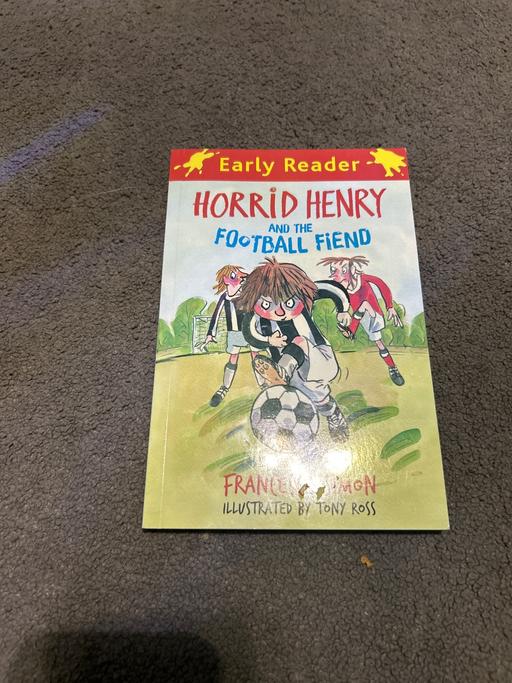 Early Reader
HORRiD HENRY
AND THE
FOOTBALL FiEND
ILLUSTRATED BY TONY ROSS